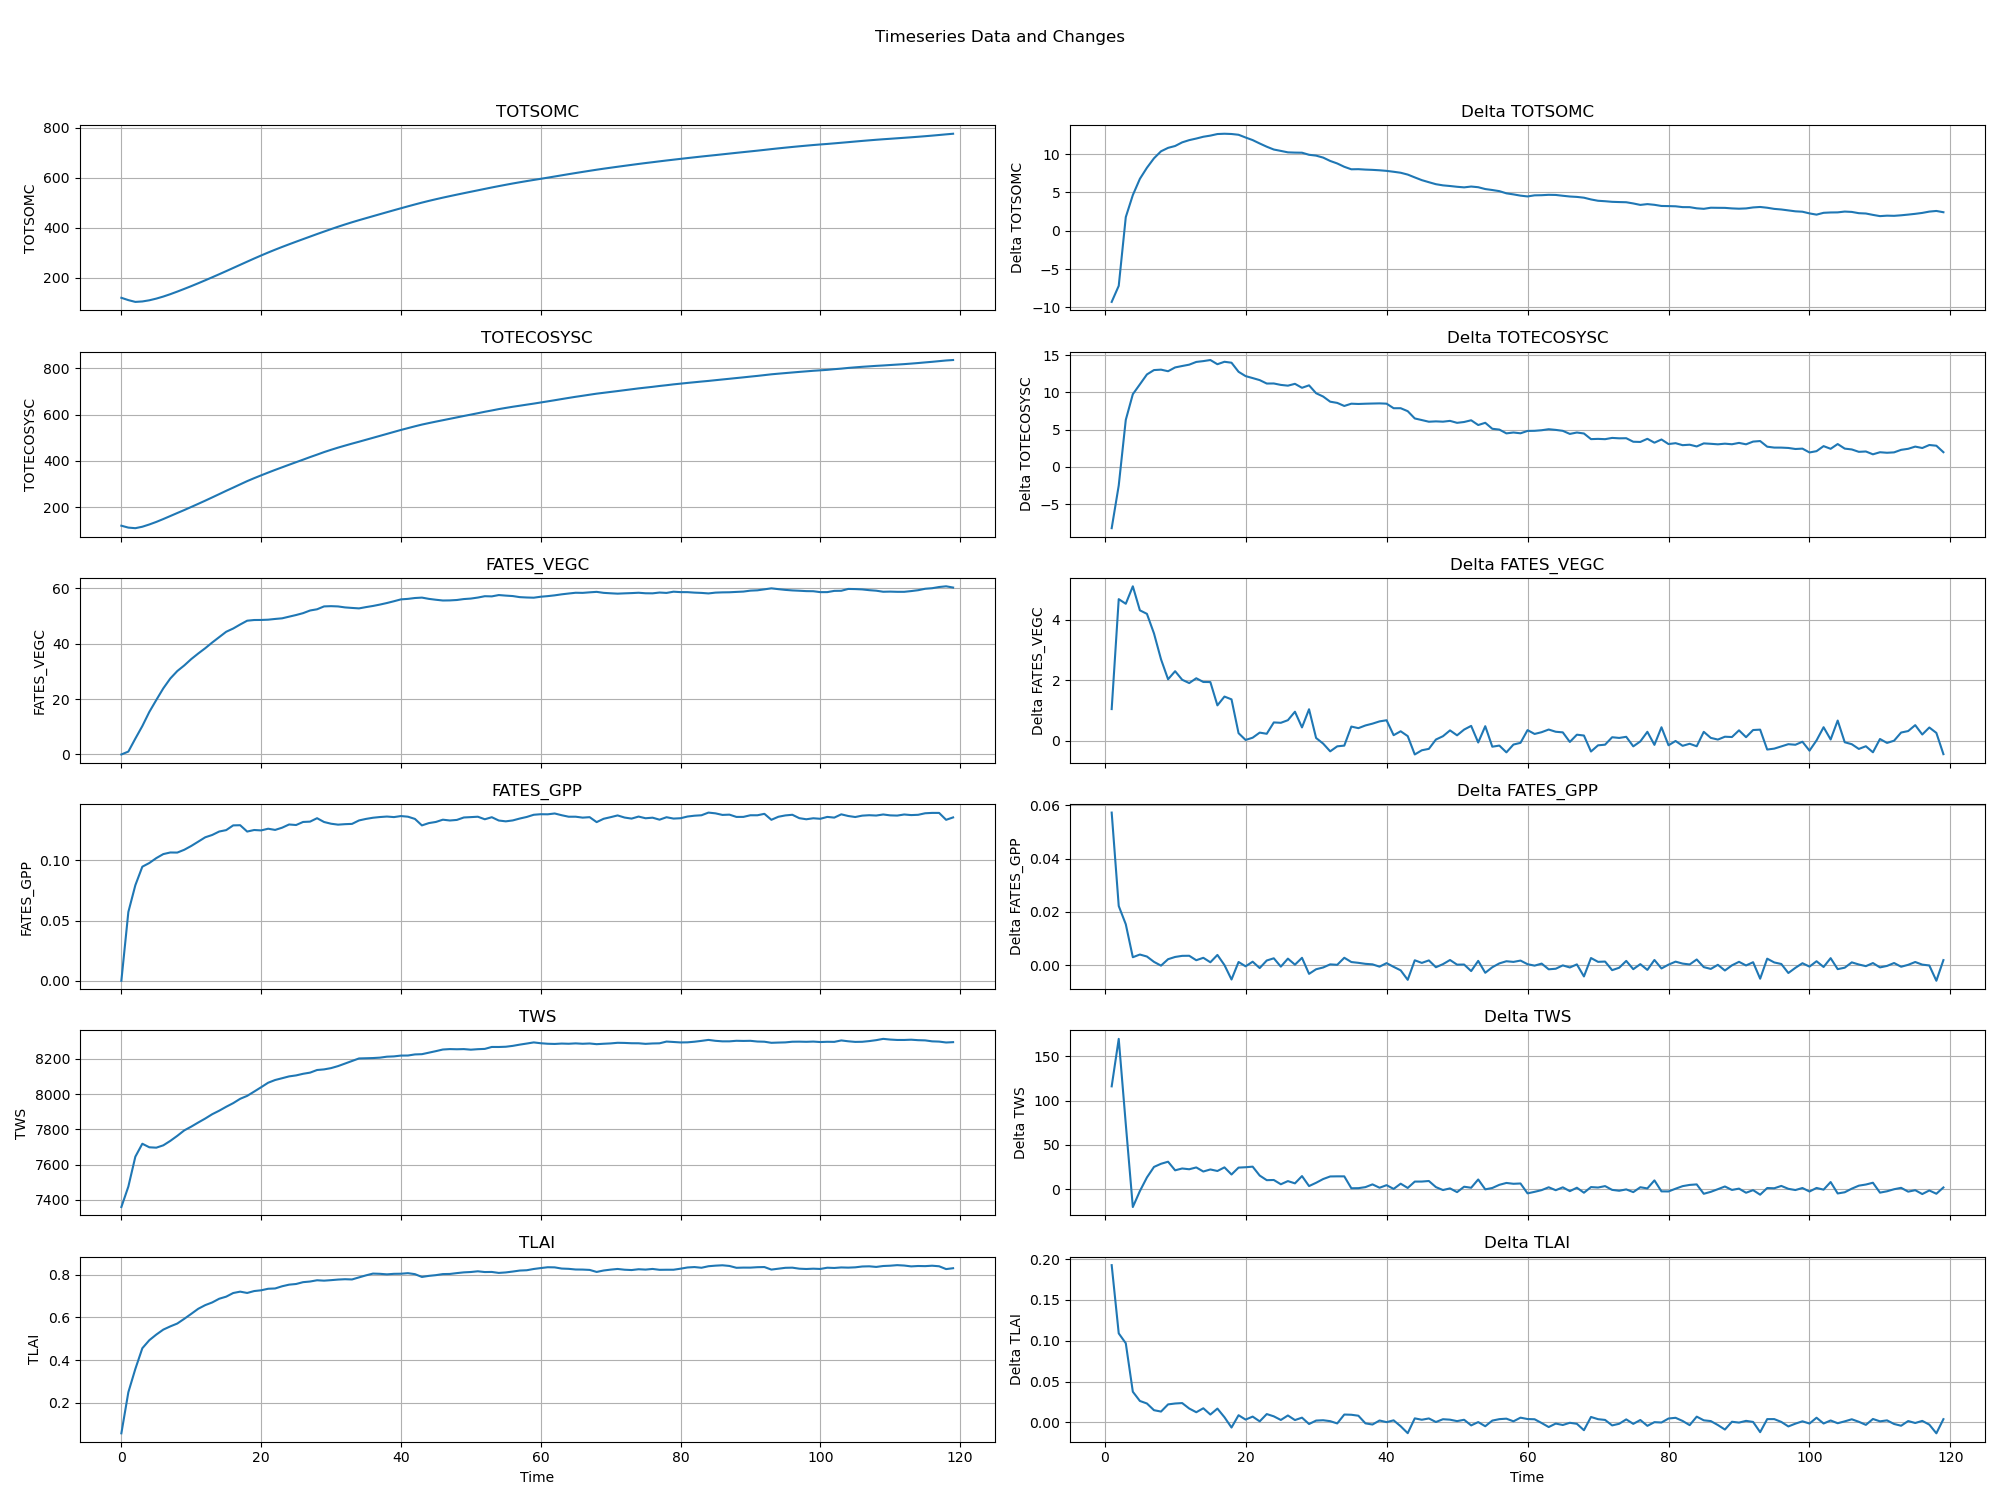 Timeseries Data and Changes
TOTSOMC
Delta TOTSOMC
800
600
400
200
TOTSOMC
10
5
0
−5
−10
Delta TOTSOMC
TOTECOSYSC
Delta TOTECOSYSC
800
600
400
200
TOTECOSYSC
15
10
5
0
−5
Delta TOTECOSYSC
FATES_VEGC
Delta FATES_VEGC
60
40
20
0
FATES_VEGC
4
2
0
Delta FATES_VEGC
FATES_GPP
Delta FATES_GPP
0.10
0.05
0.00
FATES_GPP
0.06
0.04
0.02
0.00
Delta FATES_GPP
TWS
Delta TWS
8200
8000
7800
7600
7400
TWS
150
100
50
0
Delta TWS
TLAI
Delta TLAI
0.8
0.6
0.4
0.2
TLAI
0.20
0.15
0.10
0.05
0.00
Delta TLAI
0 20 40 60 80 100 120
Time
0 20 40 60 80 100 120
Time